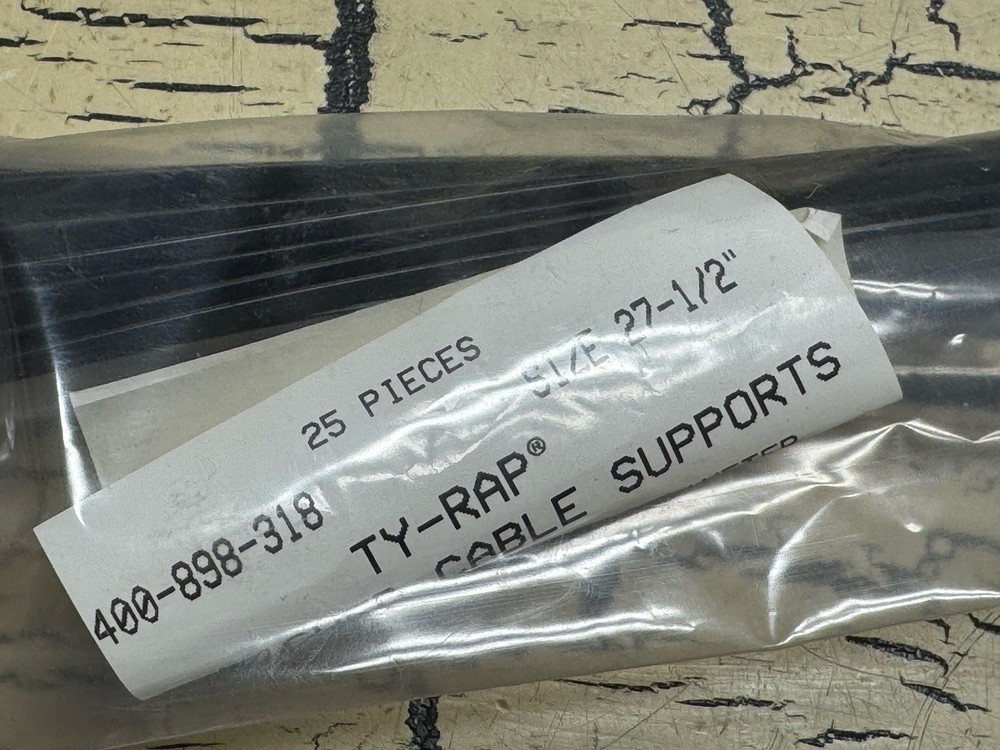 25 PIECES SIZE 27-1/2"
400-898-318 TY-RAP®
CABLE SUPPORTS